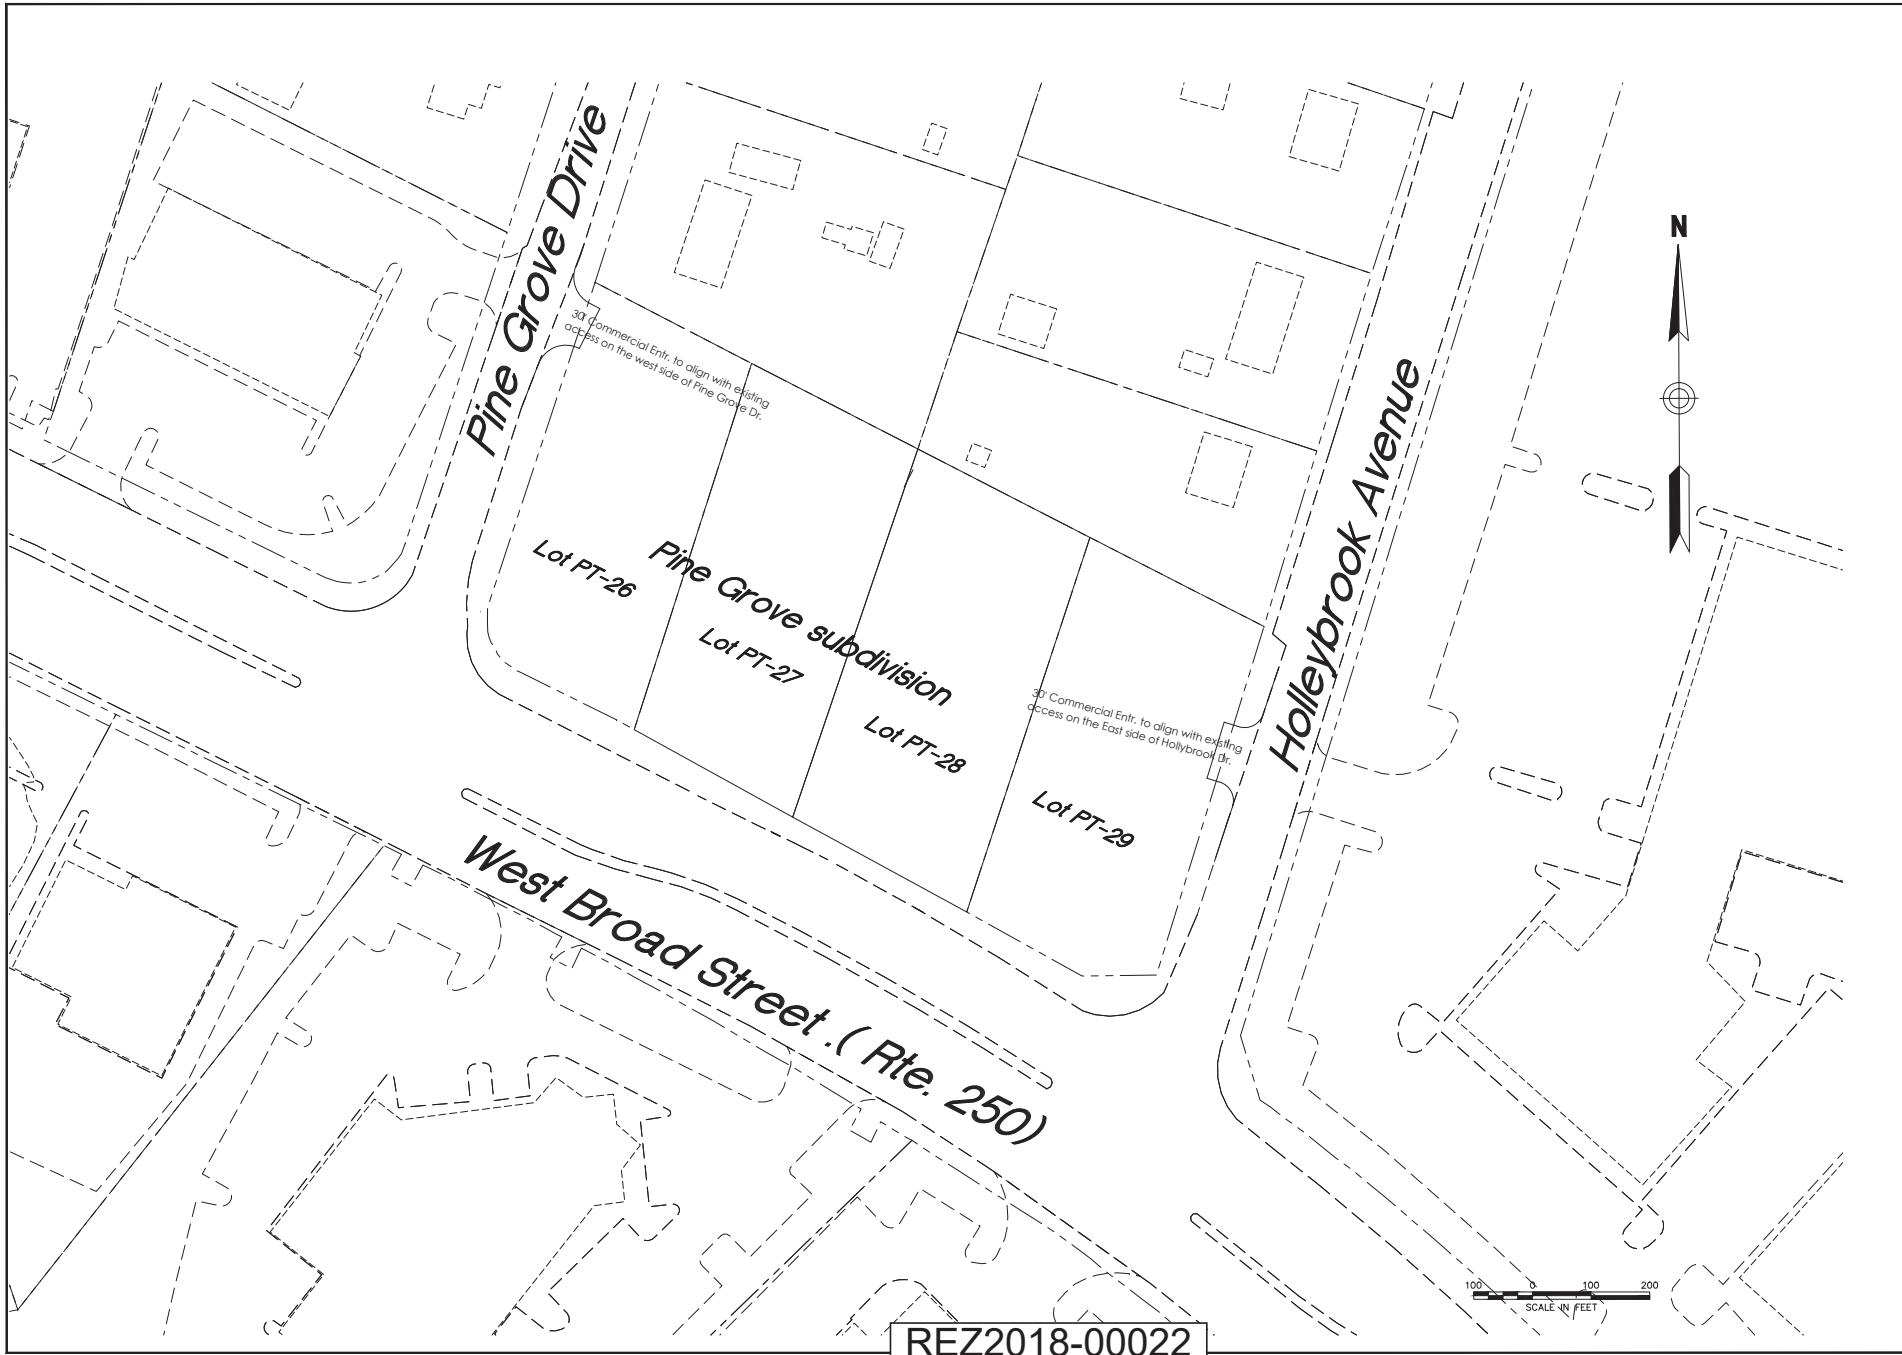 Pine Grove Drive
N
30' Commercial Entr. to align with existing
access on the west side of Pine Grove Dr.
Holleybrook Avenue
Lot PT-26
Pine Grove subdivision
Lot PT-27
30' Commercial Entr. to align with existing
access on the East side of Hollybrook Dr.
Lot PT-28
Lot PT-29
West Broad Street .( Rte. 250)
100 0 100 200
SCALE IN FEET
REZ2018-00022